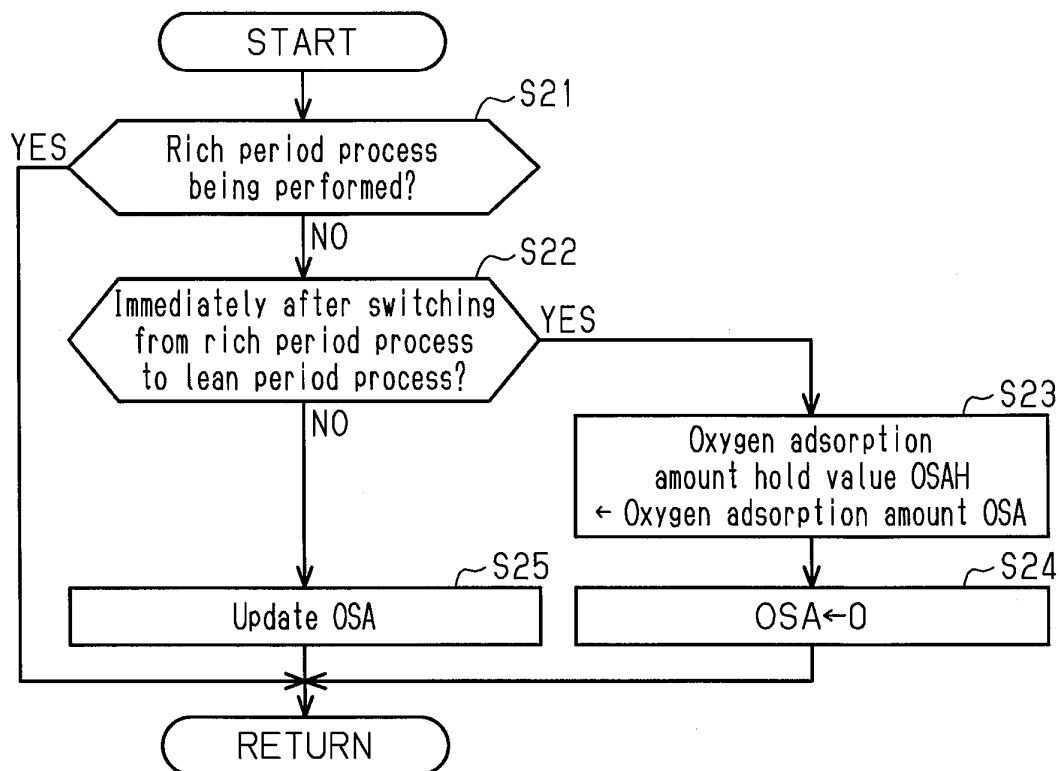 START
S21
YES
Rich period process
being performed?
NO
S22
Immediately after switching
from rich period process
to lean period process?
YES
NO
S23
Oxygen adsorption
amount hold value OSAH
← Oxygen adsorption amount OSA
S25
Update OSA
S24
OSA←0
RETURN